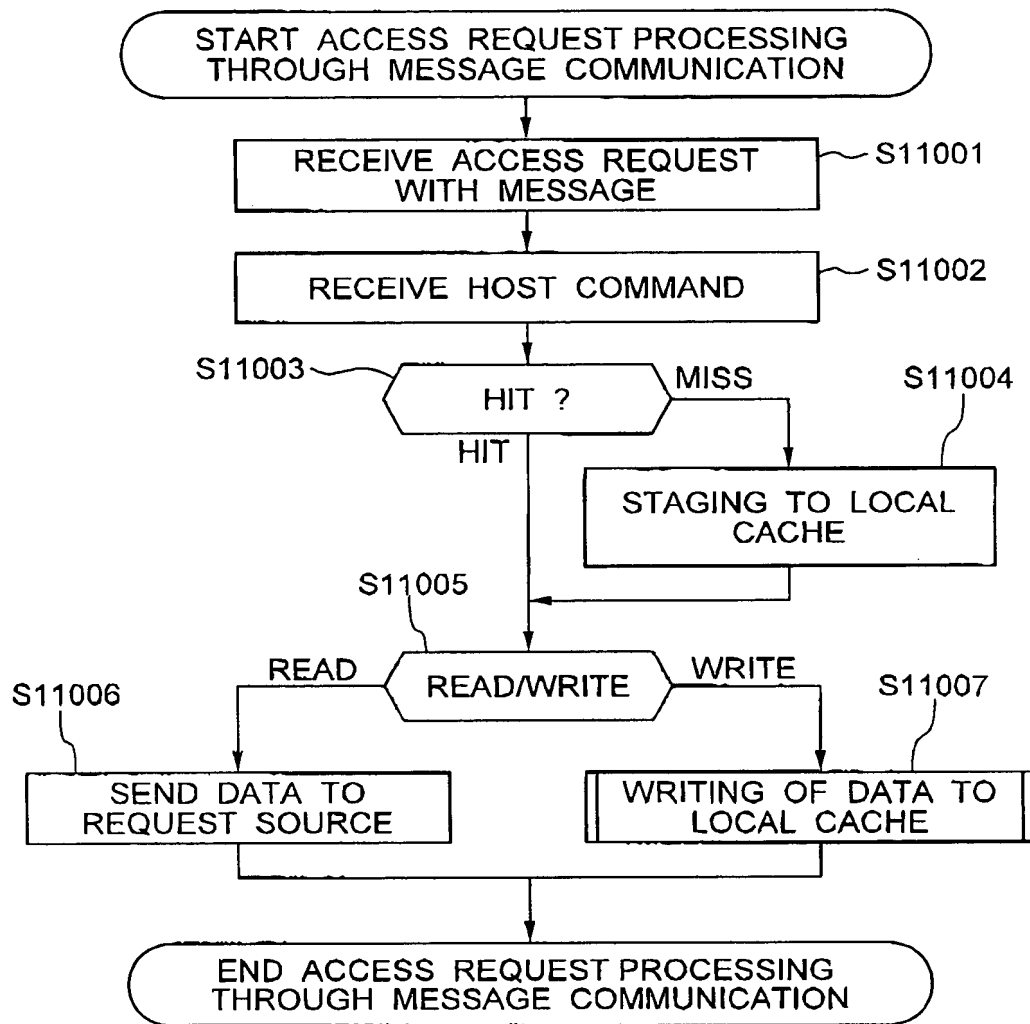 START ACCESS REQUEST PROCESSING
THROUGH MESSAGE COMMUNICATION
RECEIVE ACCESS REQUEST
WITH MESSAGE
S11001
RECEIVE HOST COMMAND
S11002
S11003
HIT ?
MISS
HIT
S11004
STAGING TO LOCAL
CACHE
S11005
READ
READ/WRITE
WRITE
S11006
S11007
SEND DATA TO
REQUEST SOURCE
WRITING OF DATA TO
LOCAL CACHE
END ACCESS REQUEST PROCESSING
THROUGH MESSAGE COMMUNICATION